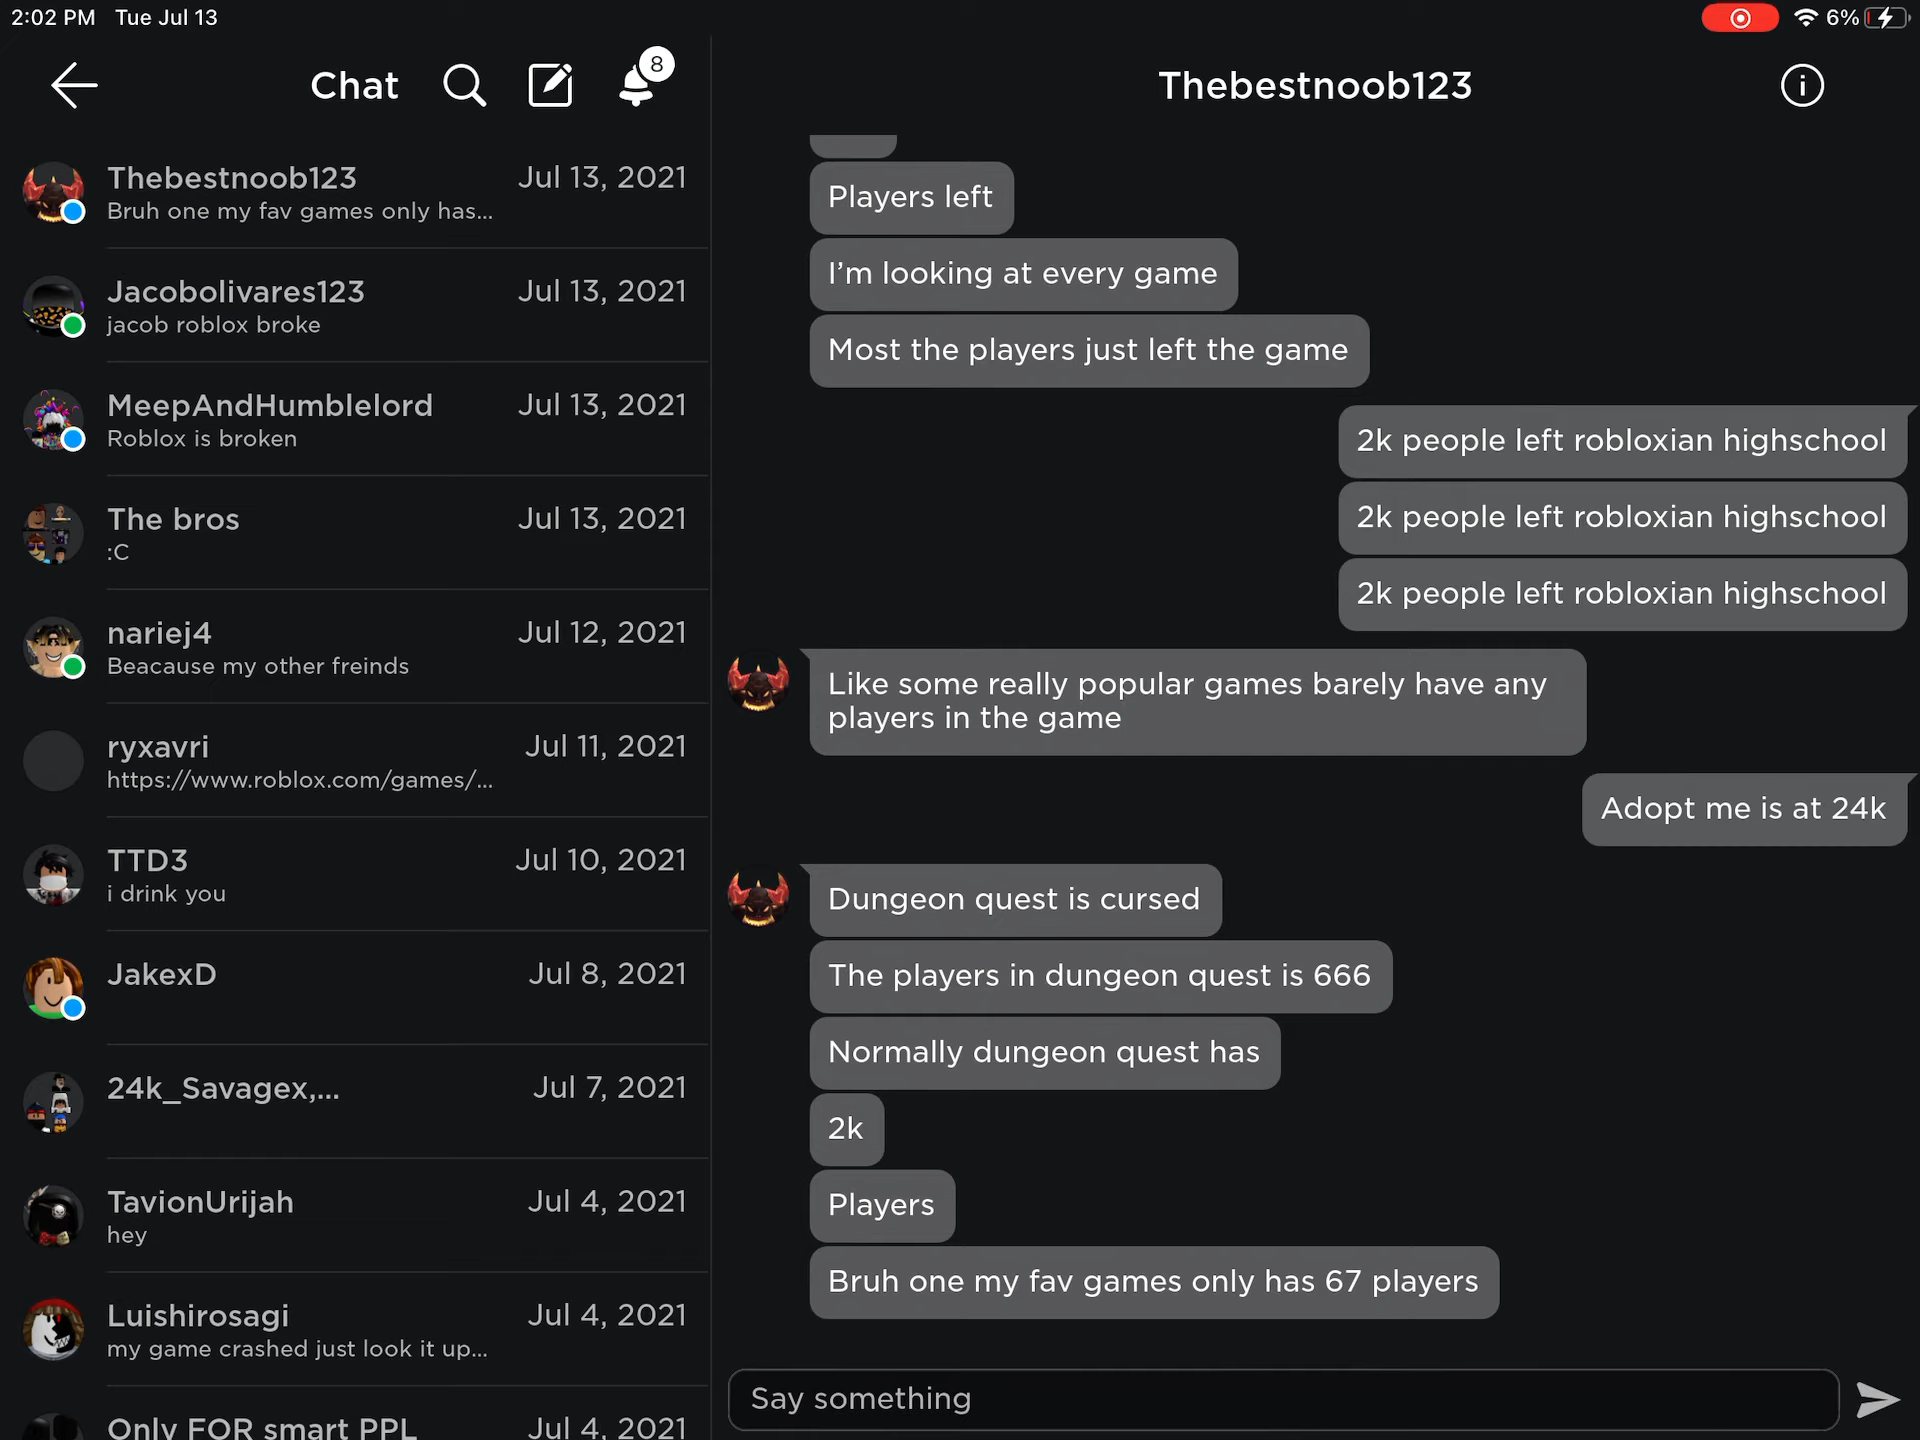 2:02 PM Tue Jul 13
6%
Chat
8
Thebestnoob123
Thebestnoob123 Jul 13, 2021
Bruh one my fav games only has...
Jacobolivares123 Jul 13, 2021
jacob roblox broke
MeepAndHumblelord Jul 13, 2021
Roblox is broken
The bros Jul 13, 2021
:C
nariej4 Jul 12, 2021
Beacause my other freinds
ryxavri Jul 11, 2021
https://www.roblox.com/games/...
TTD3 Jul 10, 2021
i drink you
JakexD Jul 8, 2021
24k_Savagex,... Jul 7, 2021
TavionUrijah Jul 4, 2021
hey
Luishirosagi Jul 4, 2021
my game crashed just look it up...
Only FOR smart PPL Jul 4, 2021
Players left
I'm looking at every game
Most the players just left the game
2k people left robloxian highschool
2k people left robloxian highschool
2k people left robloxian highschool
Like some really popular games barely have any
players in the game
Adopt me is at 24k
Dungeon quest is cursed
The players in dungeon quest is 666
Normally dungeon quest has
2k
Players
Bruh one my fav games only has 67 players
Say something